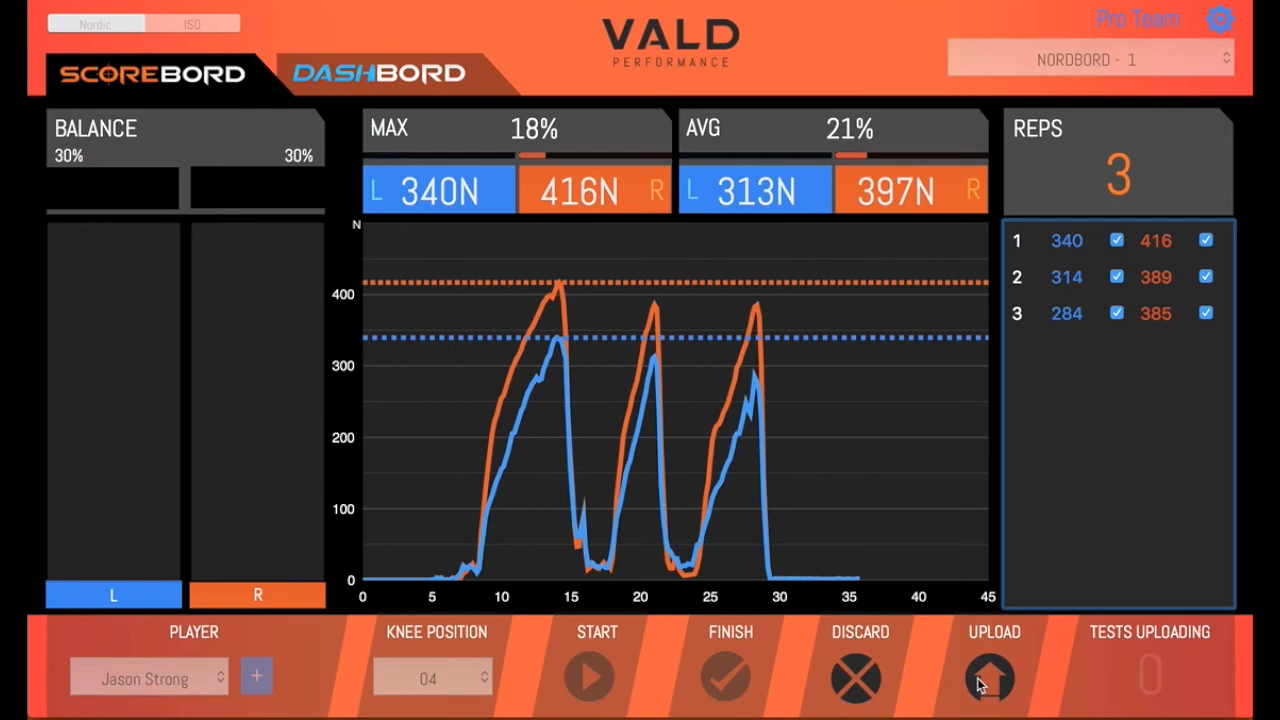 Nordic
ISO
VALD
PERFORMANCE
Pro Team
NORDBORD - 1
SCOREBORD
DASHBORD
BALANCE
30%
30%
MAX
18%
L 340N
416N R
AVG
21%
L 313N
397N R
REPS
3
1 340 416
2 314 389
3 284 385
N
400
300
200
100
0
0 5 10 15 20 25 30 35 40 45
L
R
PLAYER
Jason Strong
+
KNEE POSITION
04
START
FINISH
DISCARD
UPLOAD
TESTS UPLOADING
0